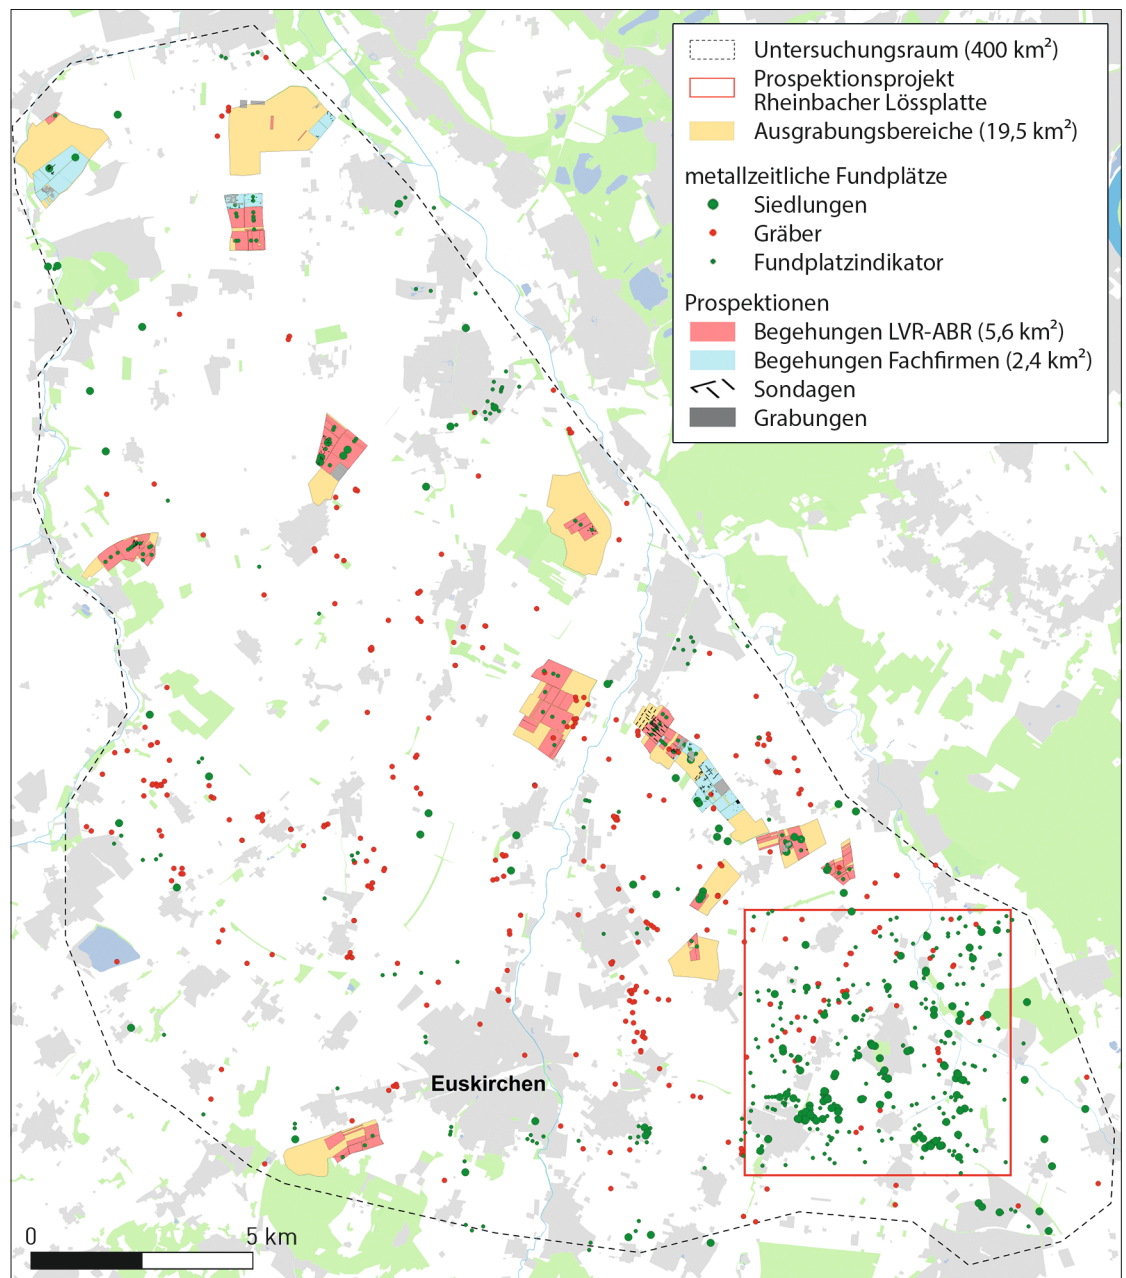 Untersuchungsraum (400 km²)
Prospektionsprojekt
Rheinbacher Lössplatte
Ausgrabungsbereiche (19,5 km²)
metallzeitliche Fundplätze
Siedlungen
Gräber
Fundplatzindikator
Prospektionen
Begehungen LVR-ABR (5,6 km²)
Begehungen Fachfirmen (2,4 km²)
Sondagen
Grabungen
Euskirchen
0 5 km